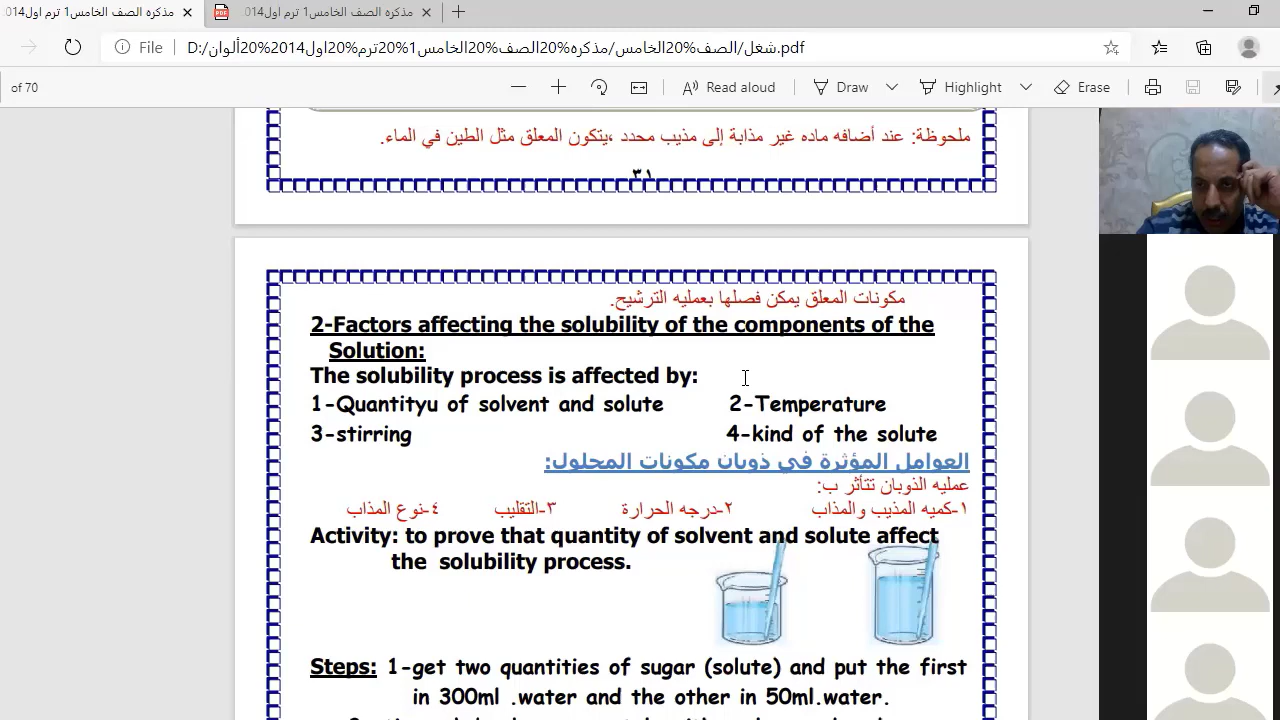 مذكره الصف الخامس1 ترم اول014
مذكره الصف الخامس1 ترم اول014
File
D:/شغل/الصف%20الخامس/مذكره%20الصف%20الخامس1%20ترم%20اول2014%20ألوان.pdf
of 70
Read aloud
Draw
Highlight
Erase
ملحوظة: عند أضافه ماده غير مذابة إلى مذيب محدد ،يتكون المعلق مثل الطين في الماء.
٣١
مكونات المعلق يمكن فصلها بعمليه الترشيح.
2-Factors affecting the solubility of the components of the
Solution:
The solubility process is affected by:
1-Quantityu of solvent and solute 2-Temperature
3-stirring 4-kind of the solute
العوامل المؤثرة في ذوبان مكونات المحلول:
عمليه الذوبان تتأثر ب:
١-كميه المذيب والمذاب ٢-درجه الحرارة ٣-التقليب ٤-نوع المذاب
Activity: to prove that quantity of solvent and solute affect
the solubility process.
Steps: 1-get two quantities of sugar (solute) and put the first
in 300ml .water and the other in 50ml.water.